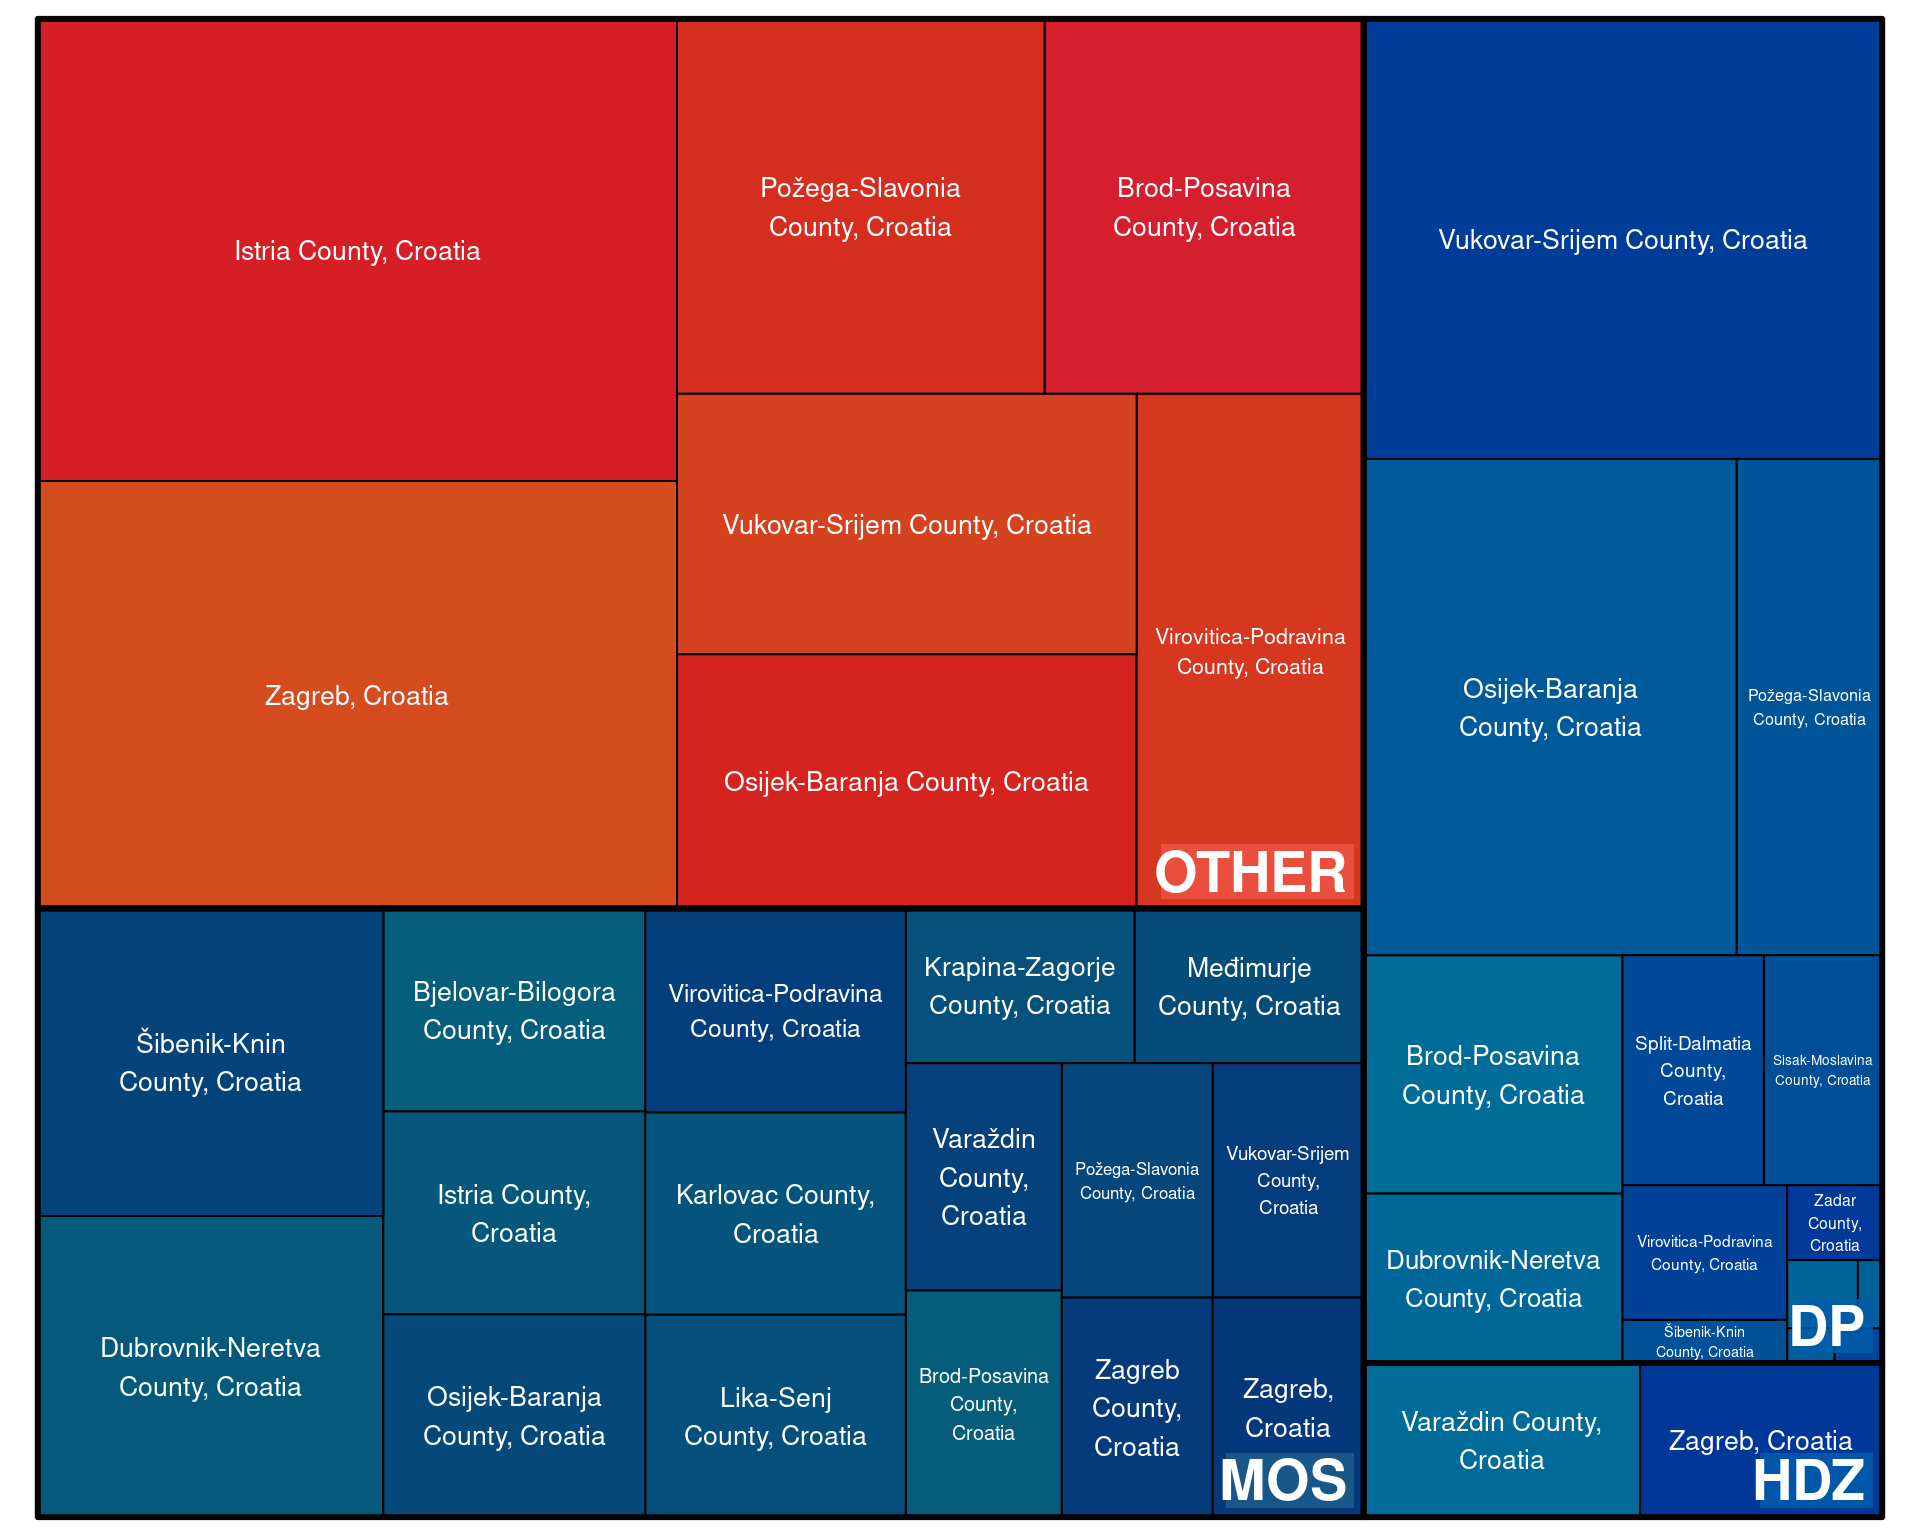 Istria County, Croatia
Zagreb, Croatia
Požega-Slavonia
County, Croatia
Brod-Posavina
County, Croatia
Vukovar-Srijem County, Croatia
Osijek-Baranja County, Croatia
Virovitica-Podravina
County, Croatia
OTHER
Vukovar-Srijem County, Croatia
Osijek-Baranja
County, Croatia
Požega-Slavonia
County, Croatia
Brod-Posavina
County, Croatia
Split-Dalmatia
County,
Croatia
Sisak-Moslavina
County, Croatia
Dubrovnik-Neretva
County, Croatia
Virovitica-Podravina
County, Croatia
Zadar
County,
Croatia
Šibenik-Knin
County, Croatia
DP
Šibenik-Knin
County, Croatia
Dubrovnik-Neretva
County, Croatia
Bjelovar-Bilogora
County, Croatia
Istria County,
Croatia
Osijek-Baranja
County, Croatia
Virovitica-Podravina
County, Croatia
Karlovac County,
Croatia
Lika-Senj
County, Croatia
Krapina-Zagorje
County, Croatia
Međimurje
County, Croatia
Varaždin
County,
Croatia
Požega-Slavonia
County, Croatia
Vukovar-Srijem
County,
Croatia
Brod-Posavina
County,
Croatia
Zagreb
County,
Croatia
Zagreb,
Croatia
MOS
Varaždin County,
Croatia
Zagreb, Croatia
HDZ